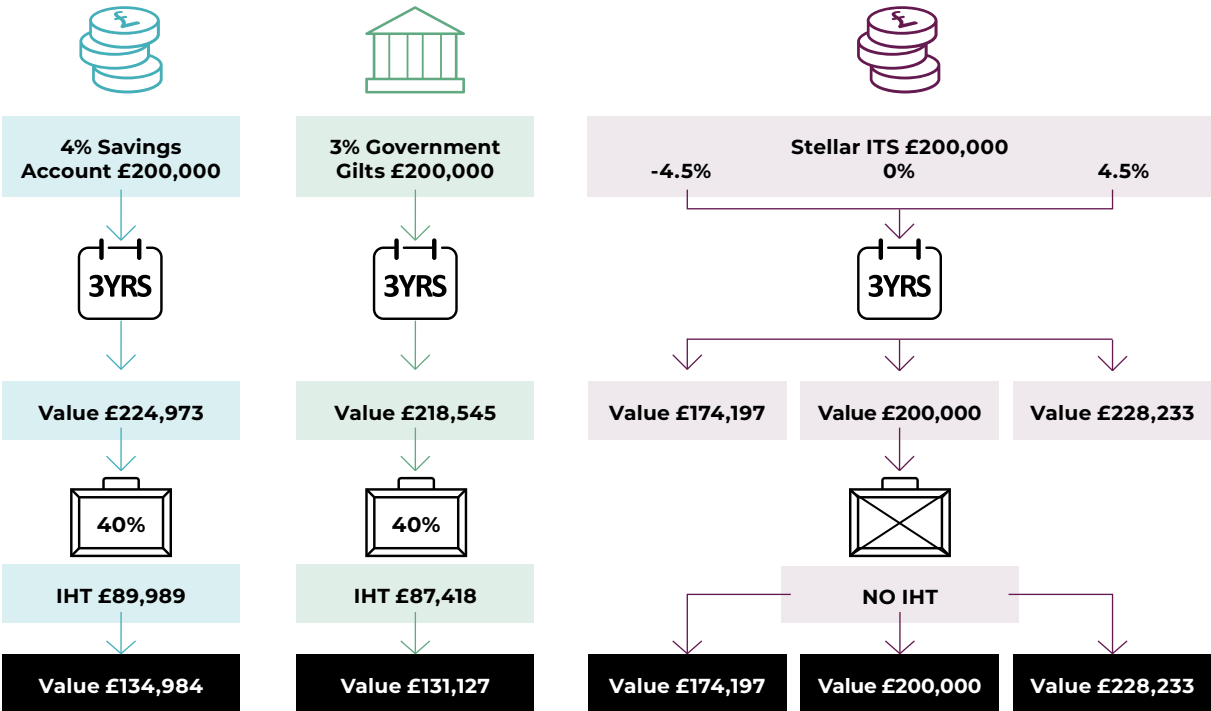 £
£
4% Savings
Account £200,000
3% Government
Gilts £200,000
Stellar ITS £200,000
-4.5%
0%
4.5%
3YRS
3YRS
3YRS
Value £224,973
Value £218,545
Value £174,197
Value £200,000
Value £228,233
40%
40%
IHT £89,989
IHT £87,418
NO IHT
Value £134,984
Value £131,127
Value £174,197
Value £200,000
Value £228,233